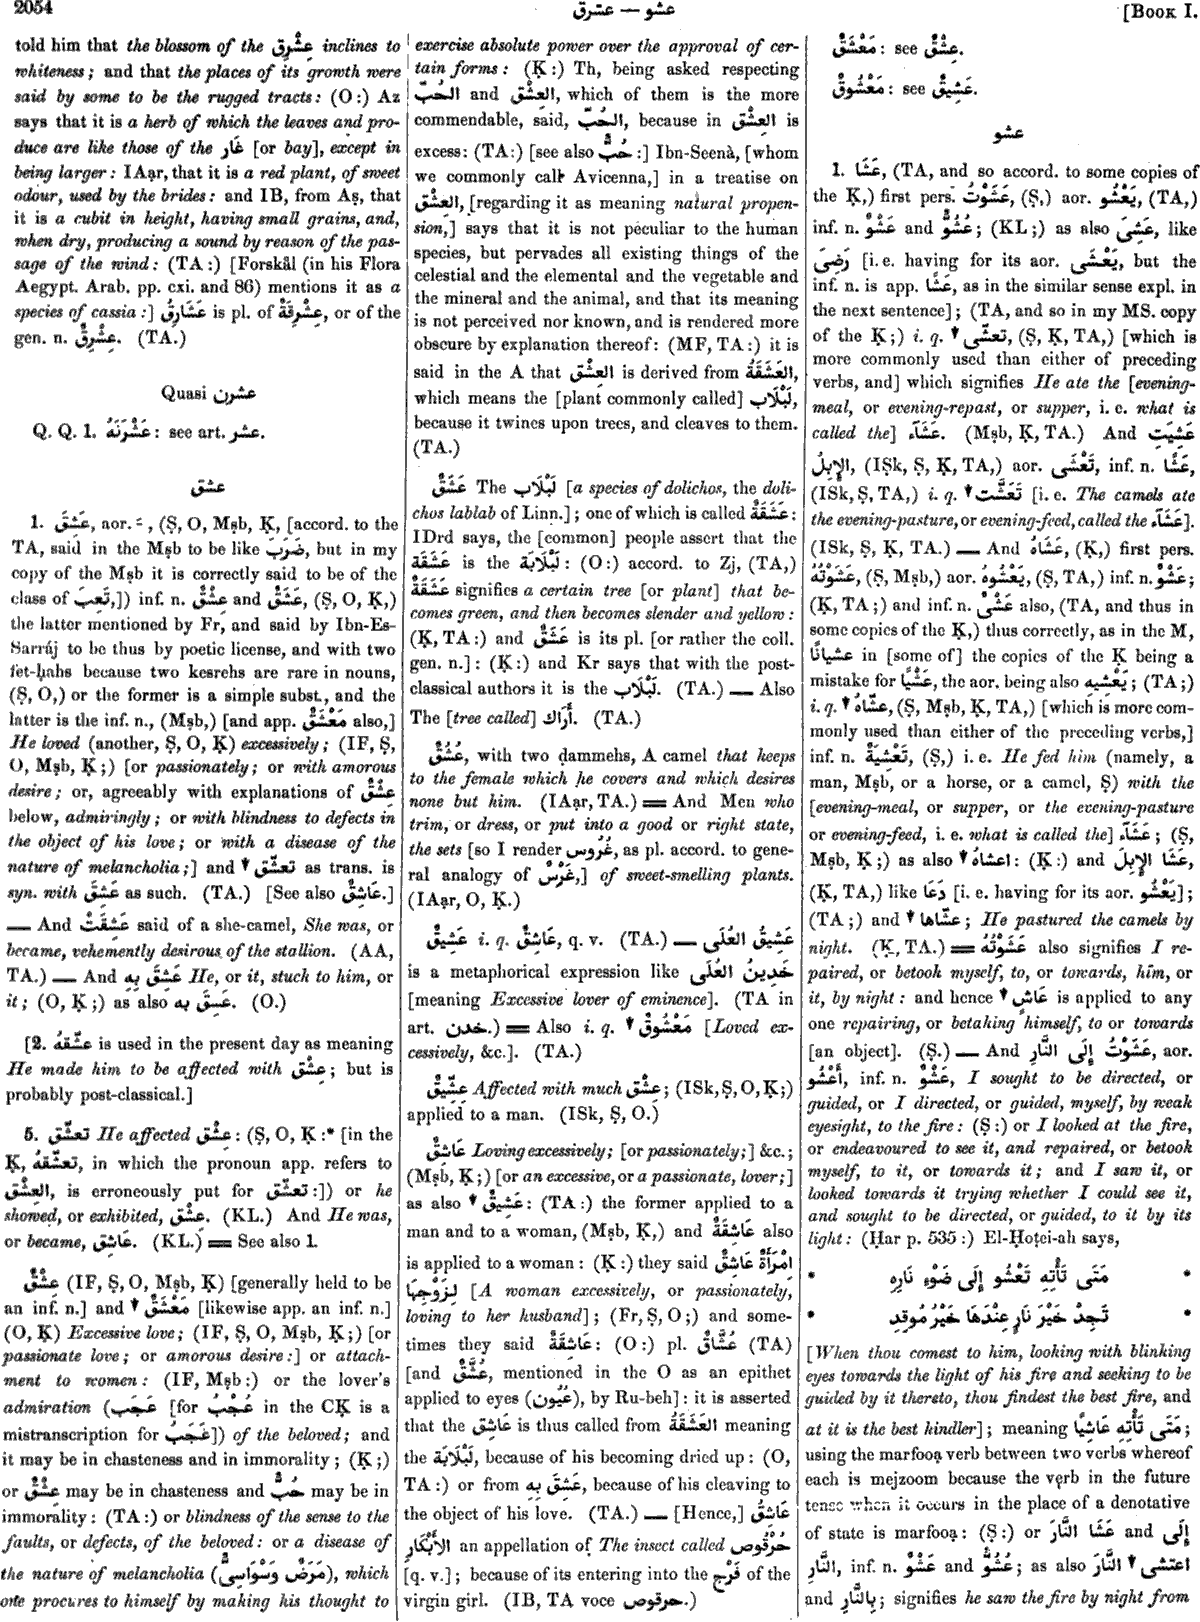 2054
عشو — عشرق
[BOOK I.
told him that the blossom of the عِشْرِق inclines to
whiteness; and that the places of its growth were
said by some to be the rugged tracts: (O:) Az
says that it is a herb of which the leaves and pro-
duce are like those of the غَار [or bay], except in
being larger: IAạr, that it is a red plant, of sweet
odour, used by the brides: and IB, from Aṣ, that
it is a cubit in height, having small grains, and,
when dry, producing a sound by reason of the pas-
sage of the wind: (TA:) [Forskål (in his Flora
Aegypt. Arab. pp. cxi. and 86) mentions it as a
species of cassia:] عَشَارِقُ is pl. of عِشْرِقَةٌ, or of the
gen. n. عِشْرِقٌ. (TA.)
Quasi عشرن
Q. Q. 1. عَشْرَنَهُ: see art. عشر.
عشق
1. عَشِقَ, aor. ـَ, (Ṣ, O, Mṣb, Ḳ, [accord. to the
TA, said in the Mṣb to be like ضَرَبَ, but in my
copy of the Mṣb it is correctly said to be of the
class of تَعِبَ,]) inf. n. عِشْقٌ and عَشَقٌ, (Ṣ, O, Ḳ,)
the latter mentioned by Fr, and said by Ibn-Es-
Sarráj to be thus by poetic license, and with two
fet-ḥahs because two kesrehs are rare in nouns,
(Ṣ, O,) or the former is a simple subst., and the
latter is the inf. n., (Mṣb,) [and app. مَعْشَقٌ also,]
He loved (another, Ṣ, O, Ḳ) excessively; (IF, Ṣ,
O, Mṣb, Ḳ;) [or passionately; or with amorous
desire; or, agreeably with explanations of عِشْقٌ
below, admiringly; or with blindness to defects in
the object of his love; or with a disease of the
nature of melancholia;] and ▼ تعشّق as trans. is
syn. with عَشِقَ as such. (TA.) [See also عَاشِقٌ.]
— And عَشِقَتْ said of a she-camel, She was, or
became, vehemently desirous of the stallion. (AA,
TA.) — And عَشِقَ بِهِ He, or it, stuck to him, or
it; (O, Ḳ;) as also عَسِقَ به. (O.)
[2. عشّقهُ is used in the present day as meaning
He made him to be affected with عِشْق; but is
probably post-classical.]
5. تعشّق He affected عِشْق: (Ṣ, O, Ḳ:* [in the
Ḳ, تَعَشَّقَهُ, in which the pronoun app. refers to
العِشْق, is erroneously put for تعشّق:]) or he
showed, or exhibited, عِشْق. (KL.) And He was,
or became, عَاشِق. (KL.) ═ See also 1.
عِشْقٌ (IF, Ṣ, O, Mṣb, Ḳ) [generally held to be
an inf. n.] and ▼ مَعْشَقٌ [likewise app. an inf. n.]
(O, Ḳ) Excessive love; (IF, Ṣ, O, Mṣb, Ḳ;) [or
passionate love; or amorous desire:] or attach-
ment to women: (IF, Mṣb:) or the lover's
admiration (عَجَب [for عُجْبُ in the CḲ is a
mistranscription for عَجَبُ]) of the beloved; and
it may be in chasteness and in immorality; (Ḳ;)
or عِشْقٌ may be in chasteness and حُبٌّ may be in
immorality: (TA:) or blindness of the sense to the
faults, or defects, of the beloved: or a disease of
the nature of melancholia (مَرَضٌ وَسْوَاسِىٌّ), which
one procures to himself by making his thought to
exercise absolute power over the approval of cer-
tain forms: (Ḳ:) Th, being asked respecting
الحُبّ and العِشْق, which of them is the more
commendable, said, الحُبّ, because in العِشْق is
excess: (TA:) [see also حُبٌّ:] Ibn-Seenà, [whom
we commonly call Avicenna,] in a treatise on
العِشْق, [regarding it as meaning natural propen-
sion,] says that it is not peculiar to the human
species, but pervades all existing things of the
celestial and the elemental and the vegetable and
the mineral and the animal, and that its meaning
is not perceived nor known, and is rendered more
obscure by explanation thereof: (MF, TA:) it is
said in the A that العِشْق is derived from العَشَقَةُ,
which means the [plant commonly called] لَبْلَاب,
because it twines upon trees, and cleaves to them.
(TA.)
عَشَقٌ The لَبْلَاب [a species of dolichos, the doli-
chos lablab of Linn.]; one of which is called عَشَقَةٌ:
IDrd says, the [common] people assert that the
عَشَقَة is the لَبْلَابَة: (O:) accord. to Zj, (TA,)
عَشَقَةٌ signifies a certain tree [or plant] that be-
comes green, and then becomes slender and yellow:
(Ḳ, TA:) and عَشَقٌ is its pl. [or rather the coll.
gen. n.]: (Ḳ:) and Kr says that with the post-
classical authors it is the لَبْلَاب. (TA.) — Also
The [tree called] أَرَاك. (TA.)
عُشُقٌ, with two ḍammehs, A camel that keeps
to the female which he covers and which desires
none but him. (IAạr, TA.) ═ And Men who
trim, or dress, or put into a good or right state,
the sets [so I render غُرُوس, as pl. accord. to gene-
ral analogy of غَرْسٌ,] of sweet-smelling plants.
(IAạr, O, Ḳ.)
عَشِيقٌ i. q. عَاشِقٌ, q. v. (TA.) — عَشِيقُ العُلَى
is a metaphorical expression like خَدِينُ العُلَى
[meaning Excessive lover of eminence]. (TA in
art. خدن.) ═ Also i. q. ▼ مَعْشُوقٌ [Loved ex-
cessively, &c.]. (TA.)
عِشِّيقٌ Affected with much عِشْق; (ISk, Ṣ, O, Ḳ;)
applied to a man. (ISk, Ṣ, O.)
عَاشِقٌ Loving excessively; [or passionately;] &c.;
(Mṣb, Ḳ;) [or an excessive, or a passionate, lover;]
as also ▼ عَشِيقٌ: (TA:) the former applied to a
man and to a woman, (Mṣb, Ḳ,) and عَاشِقَةٌ also
is applied to a woman: (Ḳ:) they said اِمْرَأَةٌ عَاشِقٌ
لِزَوْجِهَا [A woman excessively, or passionately,
loving to her husband]; (Fr, Ṣ, O;) and some-
times they said عَاشِقَةٌ: (O:) pl. عُشَّاقٌ (TA)
[and عُشَّقٌ, mentioned in the O as an epithet
applied to eyes (عُيُون), by Ru-beh]: it is asserted
that the عَاشِق is thus called from العَشَقَةُ meaning
the لَبْلَابَة, because of his becoming dried up: (O,
TA:) or from عَشِقَ بِهِ, because of his cleaving to
the object of his love. (TA.) — [Hence,] عَاشِقُ
الأَبْكَارِ an appellation of The insect called حُرْقُوص
[q. v.]; because of its entering into the فَرْج of the
virgin girl. (IB, TA voce حرقوص.)
مَعْشَقٌ: see عِشْقٌ.
مَعْشُوقٌ: see عَشِيقٌ.
عشو
1. عَشَا, (TA, and so accord. to some copies of
the Ḳ,) first pers. عَشَوْتُ, (Ṣ,) aor. يَعْشُو, (TA,)
inf. n. عَشْوٌ and عُشُوٌّ; (KL;) as also عَشِىَ, like
رَضِىَ [i. e. having for its aor. يَعْشَى, but the
inf. n. is app. عَشًا, as in the similar sense expl. in
the next sentence]; (TA, and so in my MS. copy
of the Ḳ;) i. q. ▼ تعشّى, (Ṣ, Ḳ, TA,) [which is
more commonly used than either of preceding
verbs, and] which signifies He ate the [evening-
meal, or evening-repast, or supper, i. e. what is
called the] عَشَآء. (Mṣb, Ḳ, TA.) And عَشِيَتِ
الإِبِلُ, (ISk, Ṣ, Ḳ, TA,) aor. تَعْشَى, inf. n. عَشًا,
(ISk, Ṣ, TA,) i. q. ▼ تَعَشَّت [i. e. The camels ate
the evening-pasture, or evening-feed, called the عَشَآء].
(ISk, Ṣ, Ḳ, TA.) — And عَشَاهُ, (Ḳ,) first pers.
عَشَوْتُهُ, (Ṣ, Mṣb,) aor. يَعْشُوهُ, (Ṣ, TA,) inf. n. عَشْوٌ;
(Ḳ, TA;) and inf. n. عَشْىٌ also, (TA, and thus in
some copies of the Ḳ,) thus correctly, as in the M,
عشيانًا in [some of] the copies of the Ḳ being a
mistake for عَشْيًا, the aor. being also يَعْشِيهِ; (TA;)
i. q. ▼ عشّاهُ, (Ṣ, Mṣb, Ḳ, TA,) [which is more com-
monly used than either of the preceding verbs,]
inf. n. تَعْشِيَةٌ, (Ṣ,) i. e. He fed him (namely, a
man, Mṣb, or a horse, or a camel, Ṣ) with the
[evening-meal, or supper, or the evening-pasture
or evening-feed, i. e. what is called the] عَشَآء; (Ṣ,
Mṣb, Ḳ;) as also ▼ اعشاهُ: (Ḳ:) and عَشَا الإِبِلَ,
(Ḳ, TA,) like دَعَا [i. e. having for its aor. يَعْشُو];
(TA;) and ▼ عشّاها; He pastured the camels by
night. (Ḳ, TA.) ═ عَشَوْتُهُ also signifies I re-
paired, or betook myself, to, or towards, him, or
it, by night: and hence ▼ عَاشٍ is applied to any
one repairing, or betaking himself, to or towards
[an object]. (Ṣ.) — And عَشَوْتُ إِلَى النَّارِ, aor.
أَعْشُو, inf. n. عَشْوٌ, I sought to be directed, or
guided, or I directed, or guided, myself, by weak
eyesight, to the fire: (Ṣ:) or I looked at the fire,
or endeavoured to see it, and repaired, or betook
myself, to it, or towards it; and I saw it, or
looked towards it trying whether I could see it,
and sought to be directed, or guided, to it by its
light: (Ḥar p. 535:) El-Ḥoṭei-ah says,
* مَتَى تَأْتِهِ تَعْشُو إِلَى ضَوْءِ نَارِهِ *
* تَجِدْ خَيْرَ نَارٍ عِنْدَهَا خَيْرُ مُوقِدِ *
[When thou comest to him, looking with blinking
eyes towards the light of his fire and seeking to be
guided by it thereto, thou findest the best fire, and
at it is the best kindler]; meaning مَتَى تَأْتِهِ عَاشِيًا;
using the marfooạ verb between two verbs whereof
each is mejzoom because the verb in the future
tense when it occurs in the place of a denotative
of state is marfooạ: (Ṣ:) or عَشَا النَّارَ and إِلَى
النَّارِ, inf. n. عَشْوٌ and عُشُوٌّ; as also ▼ اعتشى النَّارَ
and بِالنَّارِ; signifies he saw the fire by night from